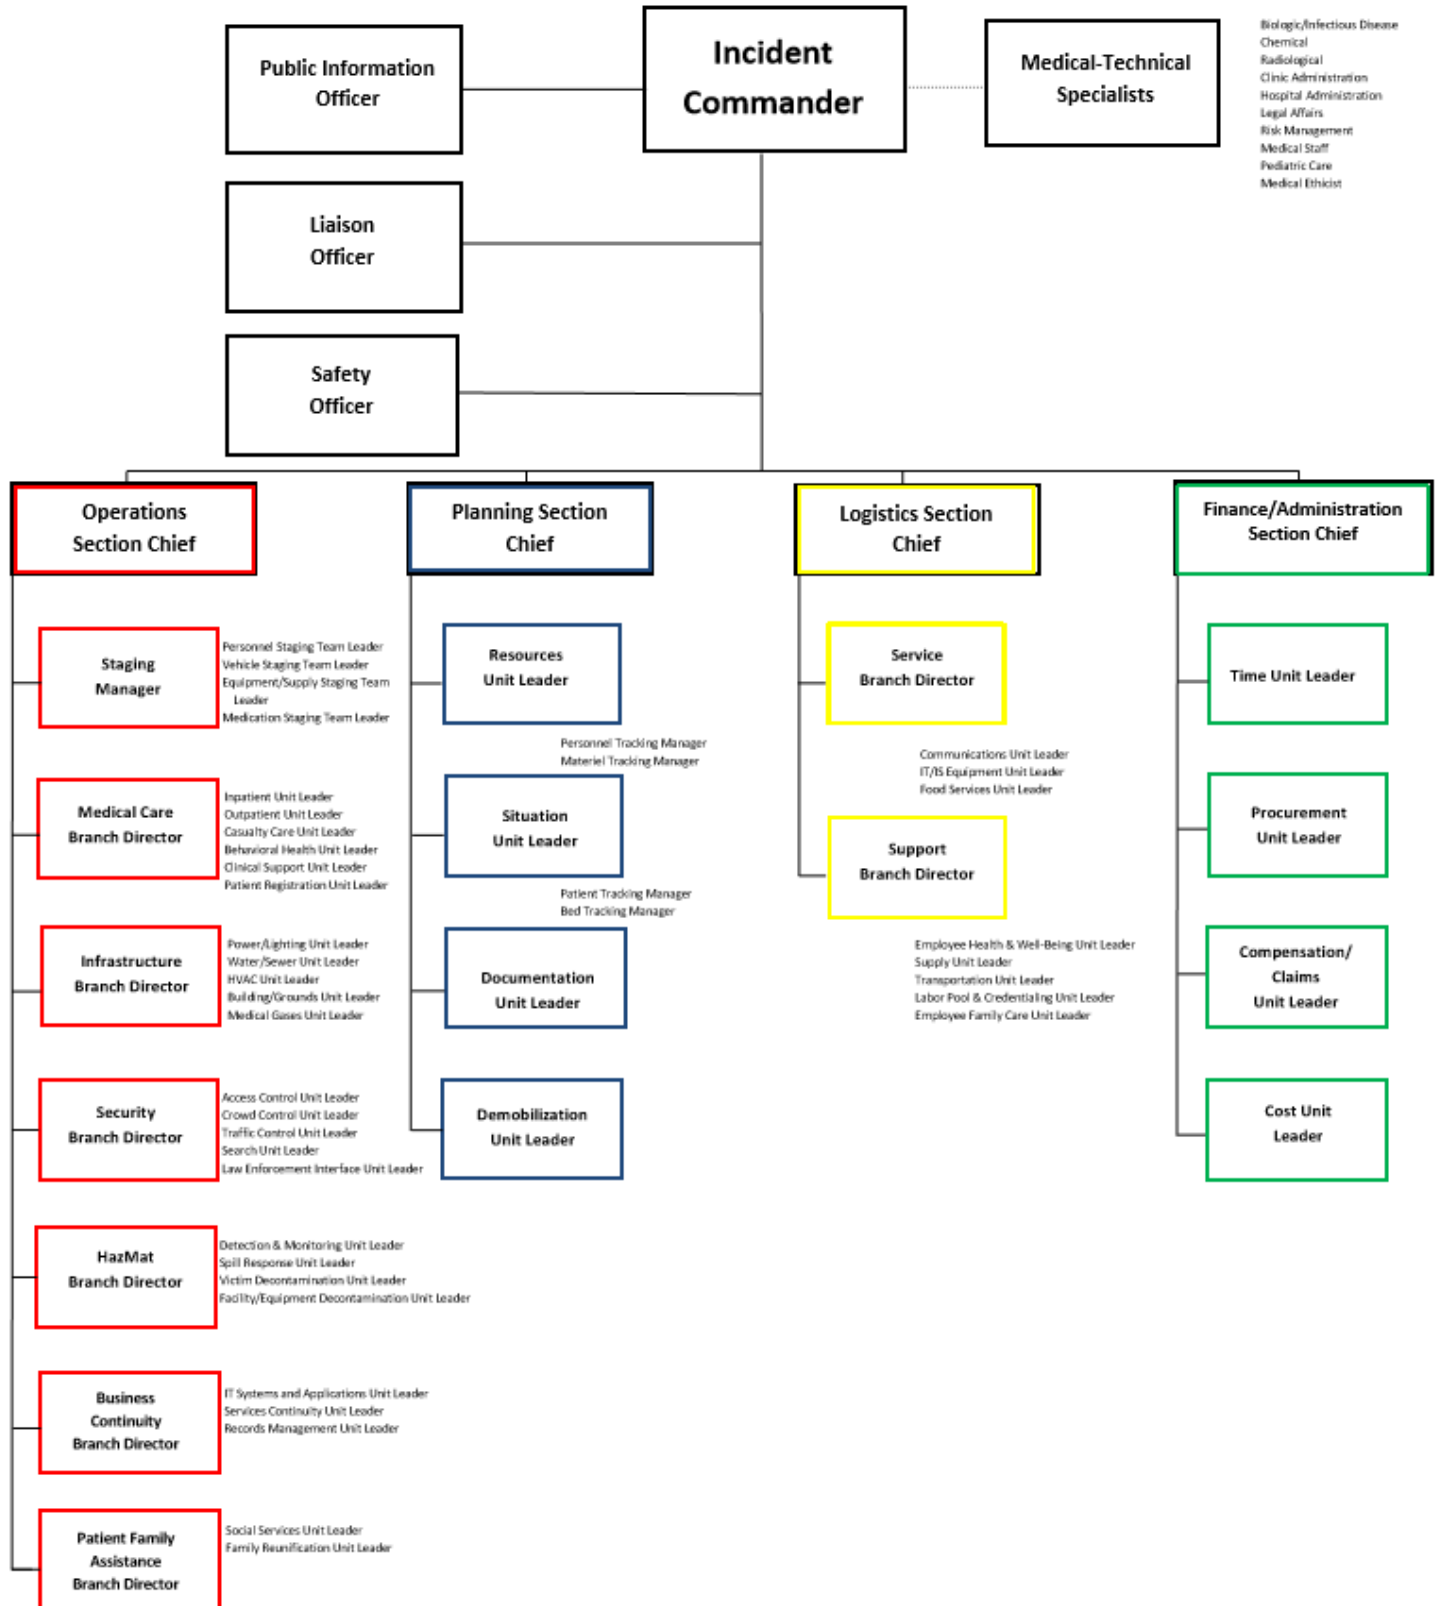 Public Information
Officer
Incident
Commander
Medical-Technical
Specialists
Biologic/Infectious Disease
Chemical
Radiological
Clinic Administration
Hospital Administration
Legal Affairs
Risk Management
Medical Staff
Pediatric Care
Medical Ethicist
Liaison
Officer
Safety
Officer
Operations
Section Chief
Planning Section
Chief
Logistics Section
Chief
Finance/Administration
Section Chief
Staging
Manager
Personnel Staging Team Leader
Vehicle Staging Team Leader
Equipment/Supply Staging Team
Leader
Medication Staging Team Leader
Medical Care
Branch Director
Inpatient Unit Leader
Outpatient Unit Leader
Casualty Care Unit Leader
Behavioral Health Unit Leader
Clinical Support Unit Leader
Patient Registration Unit Leader
Infrastructure
Branch Director
Power/Lighting Unit Leader
Water/Sewer Unit Leader
HVAC Unit Leader
Building/Grounds Unit Leader
Medical Gases Unit Leader
Security
Branch Director
Access Control Unit Leader
Crowd Control Unit Leader
Traffic Control Unit Leader
Search Unit Leader
Law Enforcement Interface Unit Leader
HazMat
Branch Director
Detection & Monitoring Unit Leader
Spill Response Unit Leader
Victim Decontamination Unit Leader
Facility/Equipment Decontamination Unit Leader
Business
Continuity
Branch Director
IT Systems and Applications Unit Leader
Services Continuity Unit Leader
Records Management Unit Leader
Patient Family
Assistance
Branch Director
Social Services Unit Leader
Family Reunification Unit Leader
Resources
Unit Leader
Personnel Tracking Manager
Materiel Tracking Manager
Situation
Unit Leader
Patient Tracking Manager
Bed Tracking Manager
Documentation
Unit Leader
Demobilization
Unit Leader
Service
Branch Director
Communications Unit Leader
IT/IS Equipment Unit Leader
Food Services Unit Leader
Support
Branch Director
Employee Health & Well-Being Unit Leader
Supply Unit Leader
Transportation Unit Leader
Labor Pool & Credentialing Unit Leader
Employee Family Care Unit Leader
Time Unit Leader
Procurement
Unit Leader
Compensation/
Claims
Unit Leader
Cost Unit
Leader